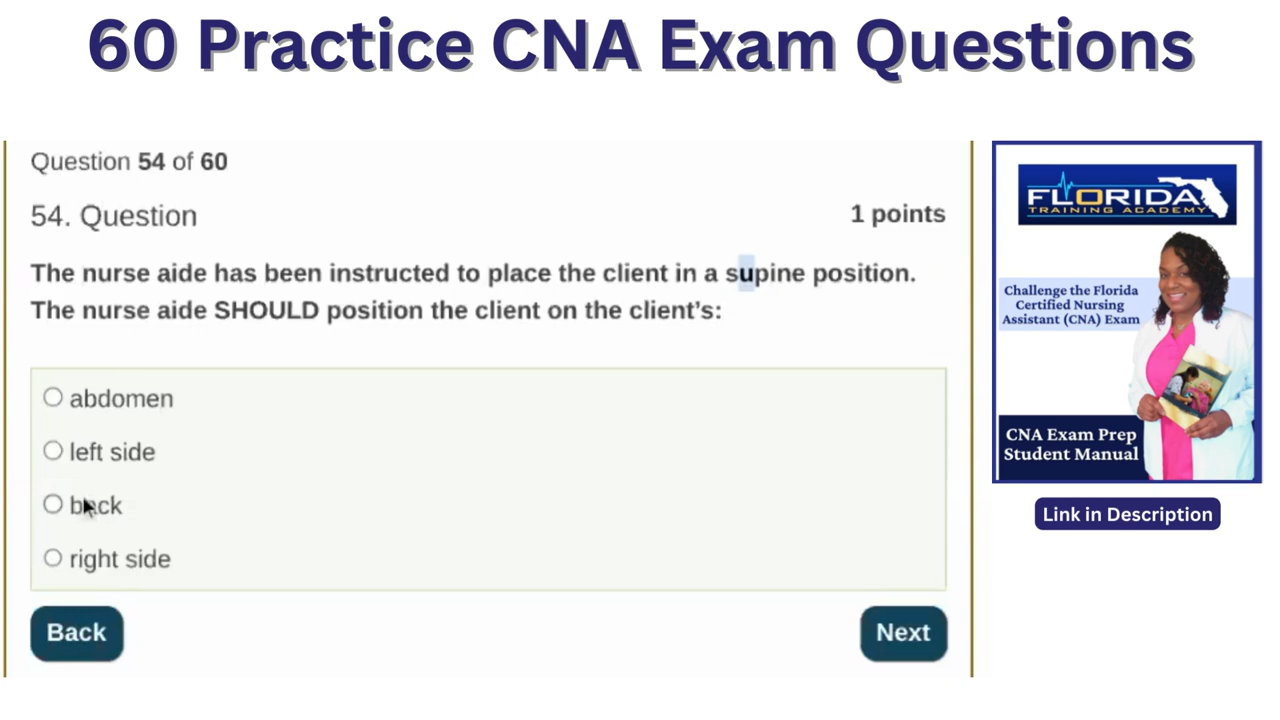 60 Practice CNA Exam Questions
Question 54 of 60
54. Question
1 points
The nurse aide has been instructed to place the client in a supine position.
The nurse aide SHOULD position the client on the client's:
abdomen
left side
back
right side
Back
Next
FLORIDA
TRAINING ACADEMY
Challenge the Florida
Certified Nursing
Assistant (CNA) Exam
CNA Exam Prep
Student Manual
Link in Description